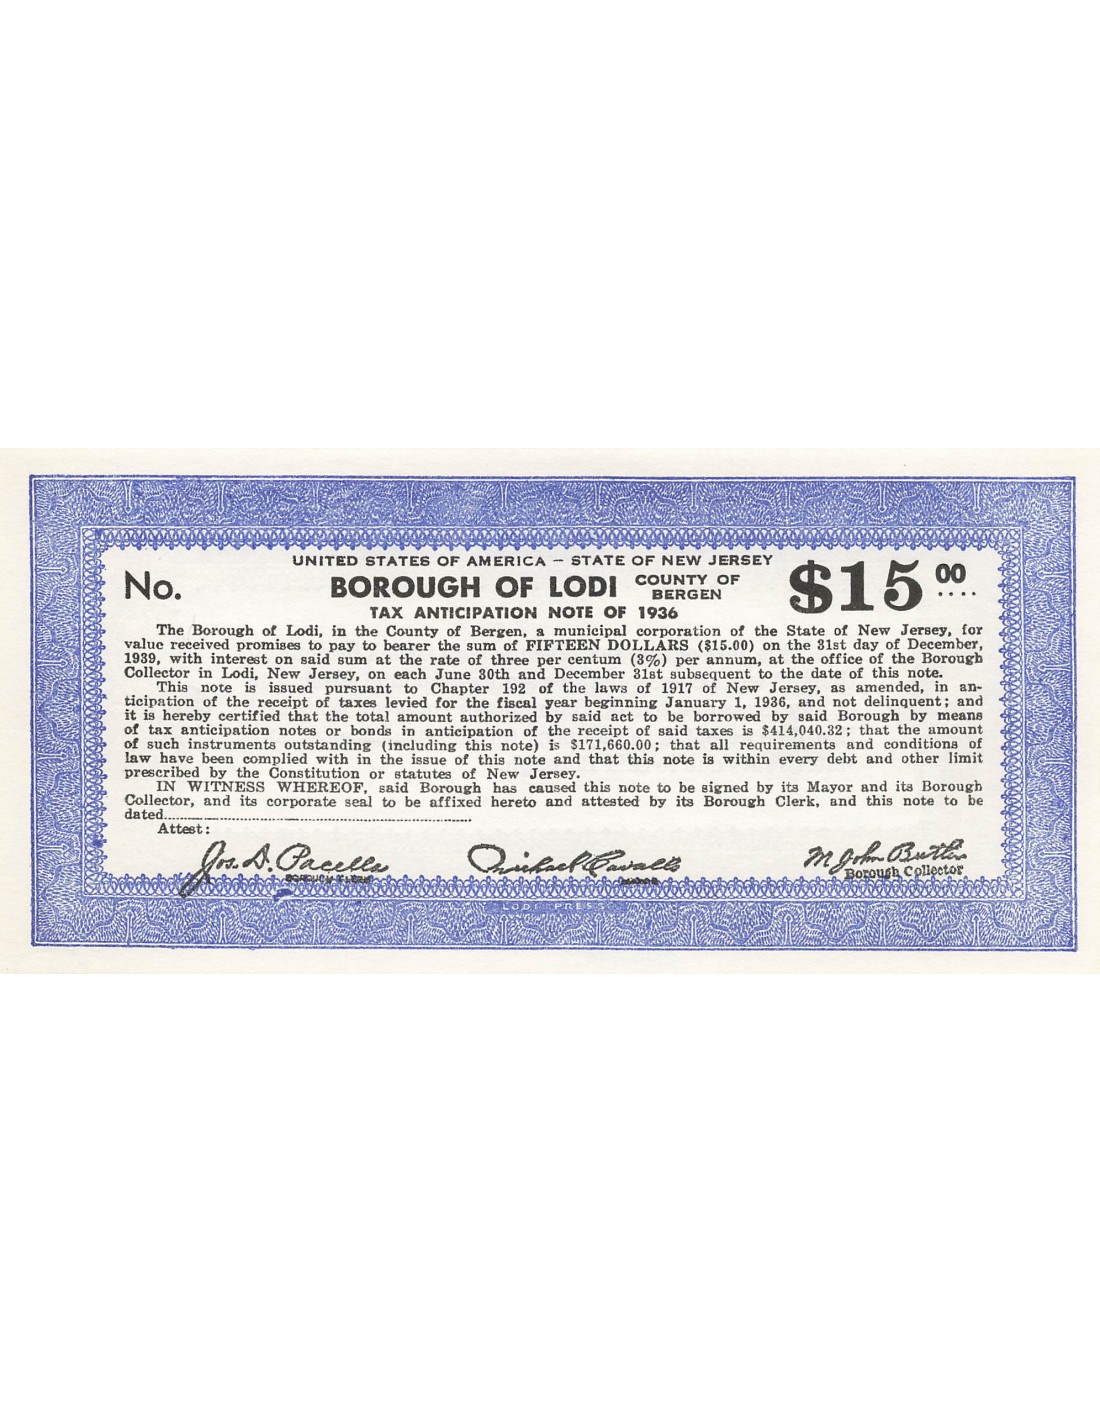 UNITED STATES OF AMERICA – STATE OF NEW JERSEY
No.
BOROUGH OF LODI
COUNTY OF
BERGEN
$15 00
TAX ANTICIPATION NOTE OF 1936
The Borough of Lodi, in the County of Bergen, a municipal corporation of the State of New Jersey, for
value received promises to pay to bearer the sum of FIFTEEN DOLLARS ($15.00) on the 31st day of December,
1939, with interest on said sum at the rate of three per centum (3%) per annum, at the office of the Borough
Collector in Lodi, New Jersey, on each June 30th and December 31st subsequent to the date of this note.
This note is issued pursuant to Chapter 192 of the laws of 1917 of New Jersey, as amended, in an-
ticipation of the receipt of taxes levied for the fiscal year beginning January 1, 1936, and not delinquent; and
it is hereby certified that the total amount authorized by said act to be borrowed by said Borough by means
of tax anticipation notes or bonds in anticipation of the receipt of said taxes is $414,040.32; that the amount
of such instruments outstanding (including this note) is $171,660.00; that all requirements and conditions of
law have been complied with in the issue of this note and that this note is within every debt and other limit
prescribed by the Constitution or statutes of New Jersey.
IN WITNESS WHEREOF, said Borough has caused this note to be signed by its Mayor and its Borough
Collector, and its corporate seal to be affixed hereto and attested by its Borough Clerk, and this note to be
dated
Attest:
Jos. D. Pacella
BOROUGH CLERK
Michael Cavallo
M John Butler
Borough Collector
LODI PRESS